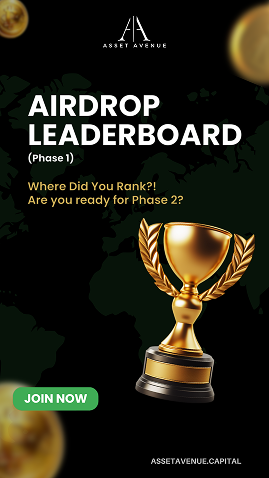 ASSET AVENUE
AIRDROP
LEADERBOARD
(Phase 1)
Where Did You Rank?!
Are you ready for Phase 2?
JOIN NOW
ASSETAVENUE.CAPITAL